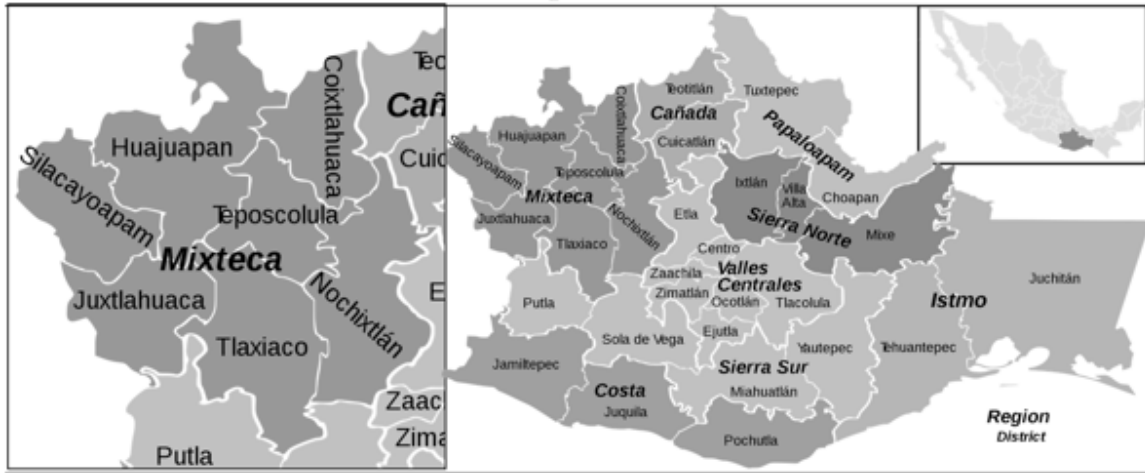 Teo
Coixtlahuaca
Cañ
Huajuapan
Cuic
Silacayoapam
Teposcolula
Mixteca
E
Juxtlahuaca
Nochixtlán
Tlaxiaco
Zaac
Zima
Putla
Teotitlán
Tuxtepec
Coixtlahuaca
Cañada
Papaloapam
Huajuapan
Cuicatlán
Silacayoapam
Teposcolula
Ixtlán
Villa
Alta
Choapan
Mixteca
Juxtlahuaca
Nochixtlán
Etla
Sierra Norte
Mixe
Tlaxiaco
Centro
Zaachila
Valles
Centrales
Juchitán
Zimatlán
Putla
Ocotlán
Tlacolula
Istmo
Sola de Vega
Ejutla
Yautepec
Tehuantepec
Jamiltepec
Sierra Sur
Costa
Miahuatlán
Juquila
Region
District
Pochutla